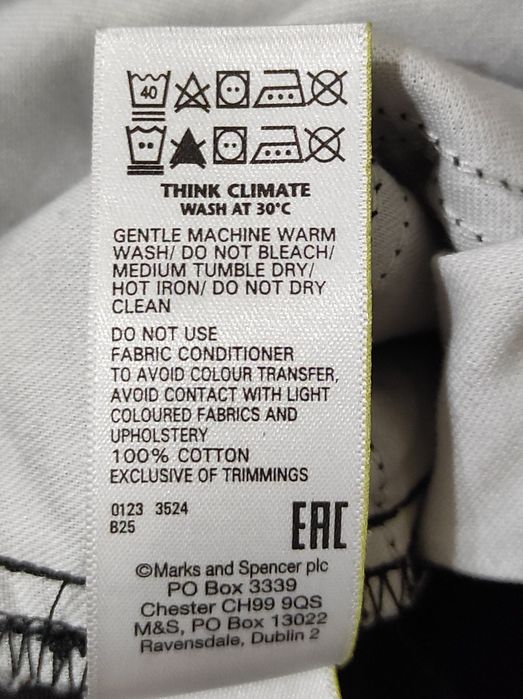 40
THINK CLIMATE
WASH AT 30°C
GENTLE MACHINE WARM
WASH/ DO NOT BLEACH/
MEDIUM TUMBLE DRY/
HOT IRON/ DO NOT DRY
CLEAN
DO NOT USE
FABRIC CONDITIONER
TO AVOID COLOUR TRANSFER,
AVOID CONTACT WITH LIGHT
COLOURED FABRICS AND
UPHOLSTERY
100% COTTON
EXCLUSIVE OF TRIMMINGS
0123 3524
B25
EAC
©Marks and Spencer plc
PO Box 3339
Chester CH99 9QS
M&S, PO Box 13022
Ravensdale, Dublin 2